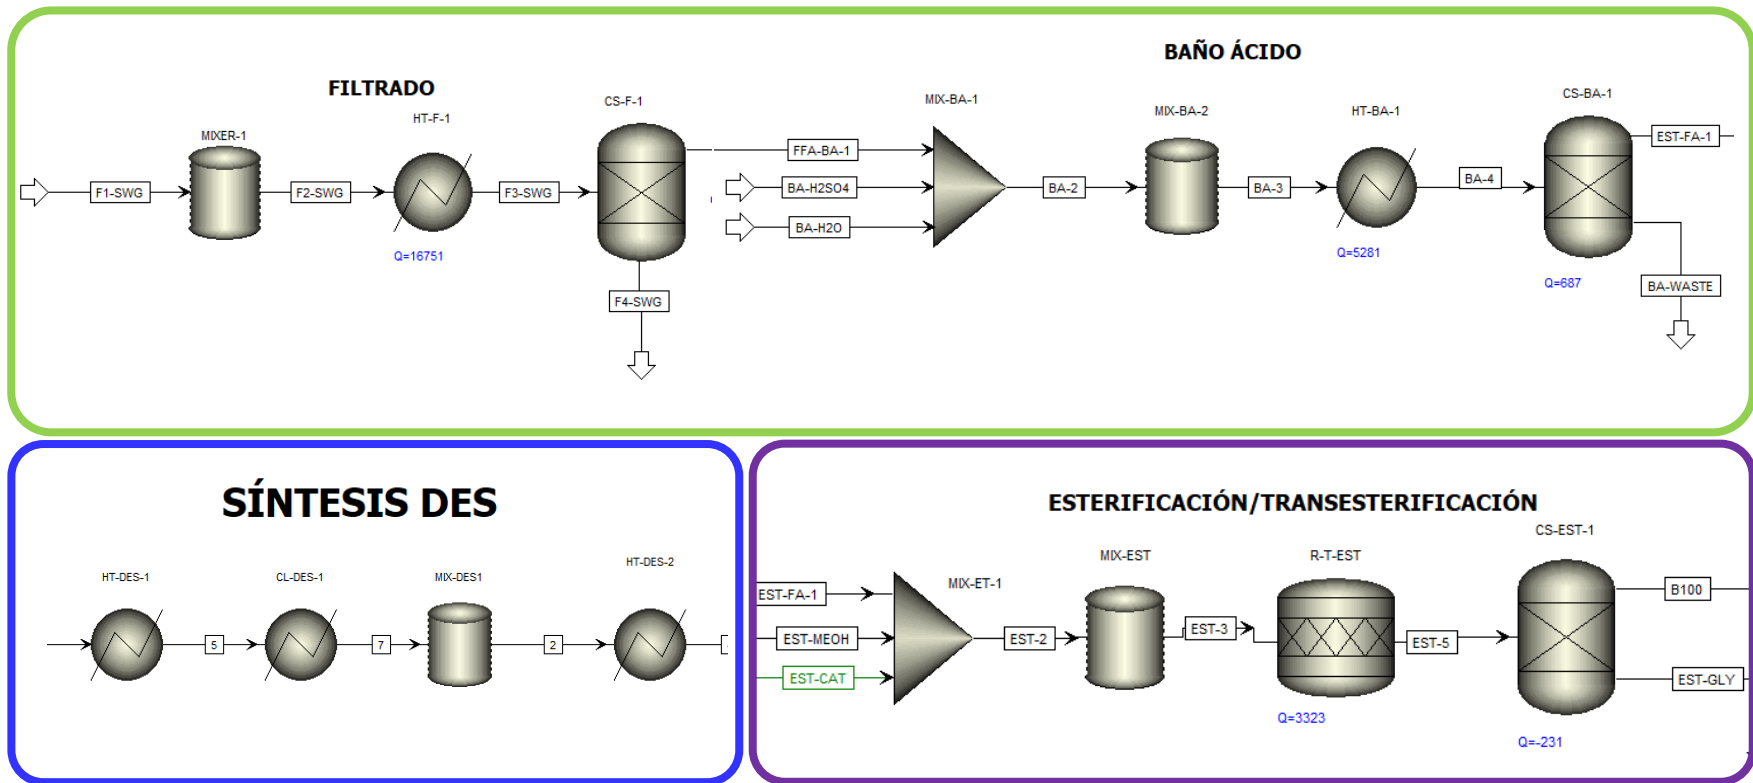 BAÑO ÁCIDO
FILTRADO
MIXER-1
HT-F-1
CS-F-1
MIX-BA-1
MIX-BA-2
HT-BA-1
CS-BA-1
F1-SWG
F2-SWG
F3-SWG
FFA-BA-1
BA-H2SO4
BA-H2O
BA-2
BA-3
BA-4
EST-FA-1
Q=16751
Q=5281
Q=687
F4-SWG
BA-WASTE
SÍNTESIS DES
HT-DES-1
CL-DES-1
MIX-DES1
HT-DES-2
5
7
2
ESTERIFICACIÓN/TRANSESTERIFICACIÓN
MIX-ET-1
MIX-EST
R-T-EST
CS-EST-1
EST-FA-1
EST-MEOH
EST-CAT
EST-2
EST-3
EST-5
B100
EST-GLY
Q=3323
Q=-231